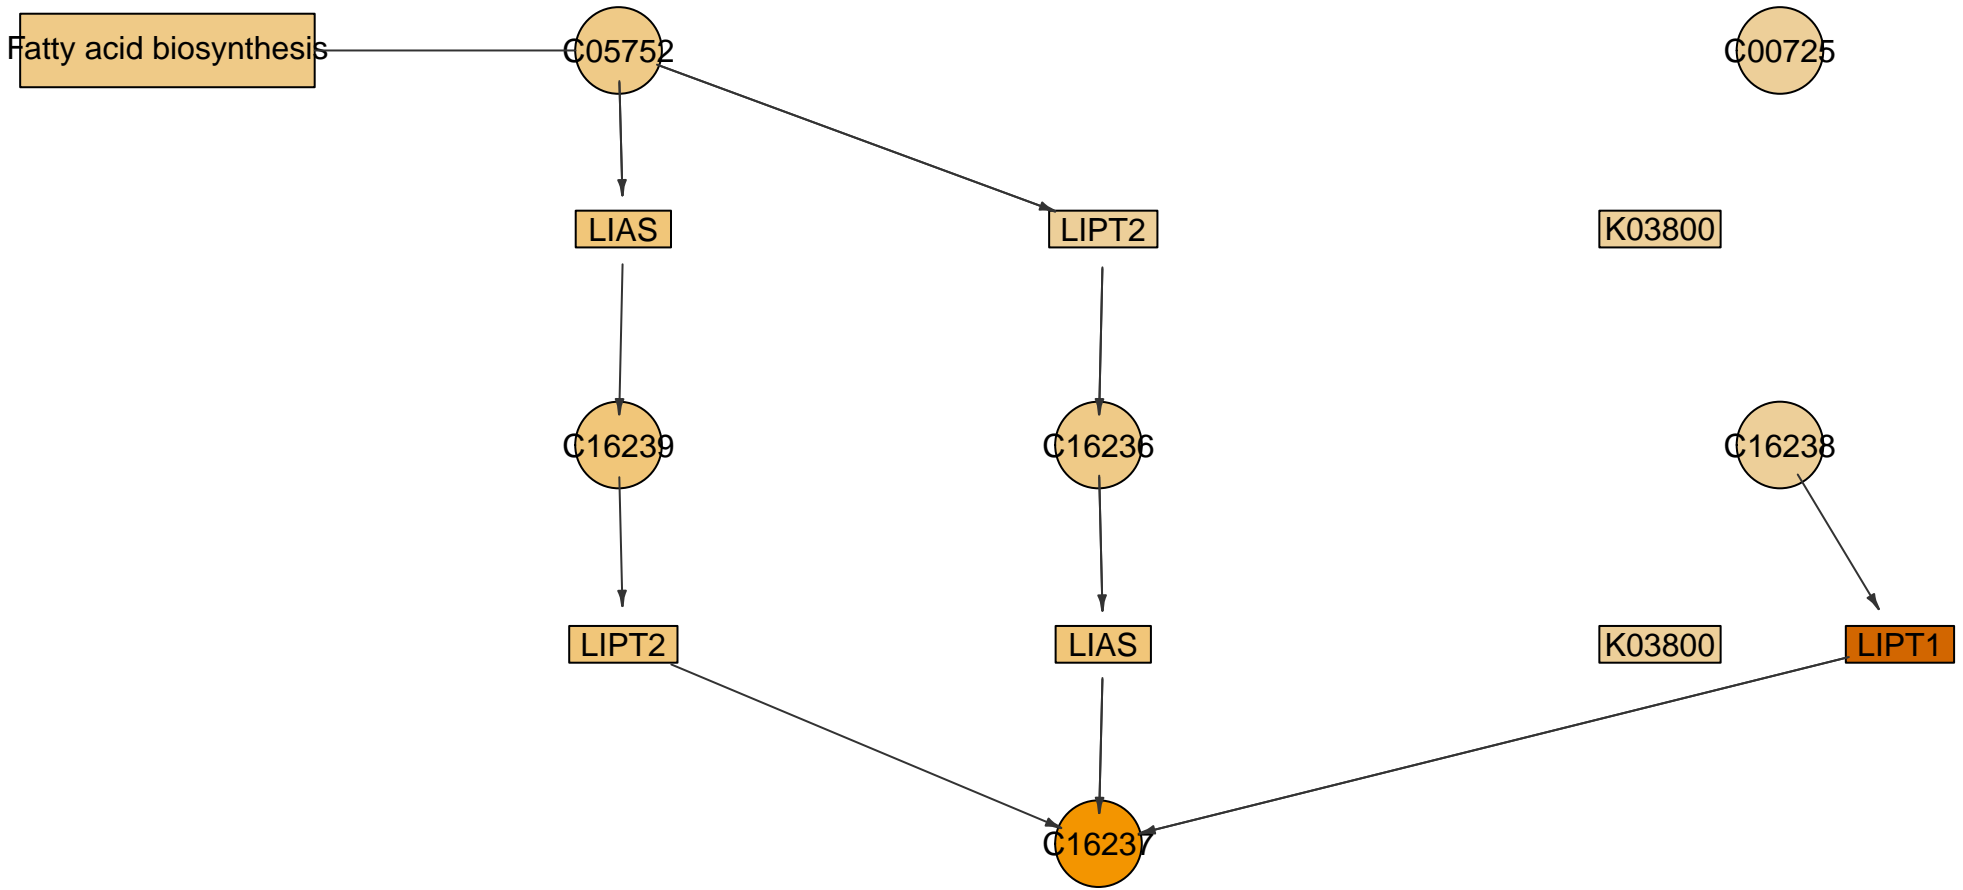 Fatty acid biosynthesis
C05752
C00725
LIAS
LIPT2
K03800
C16239
C16236
C16238
LIPT2
LIAS
K03800
LIPT1
C16237